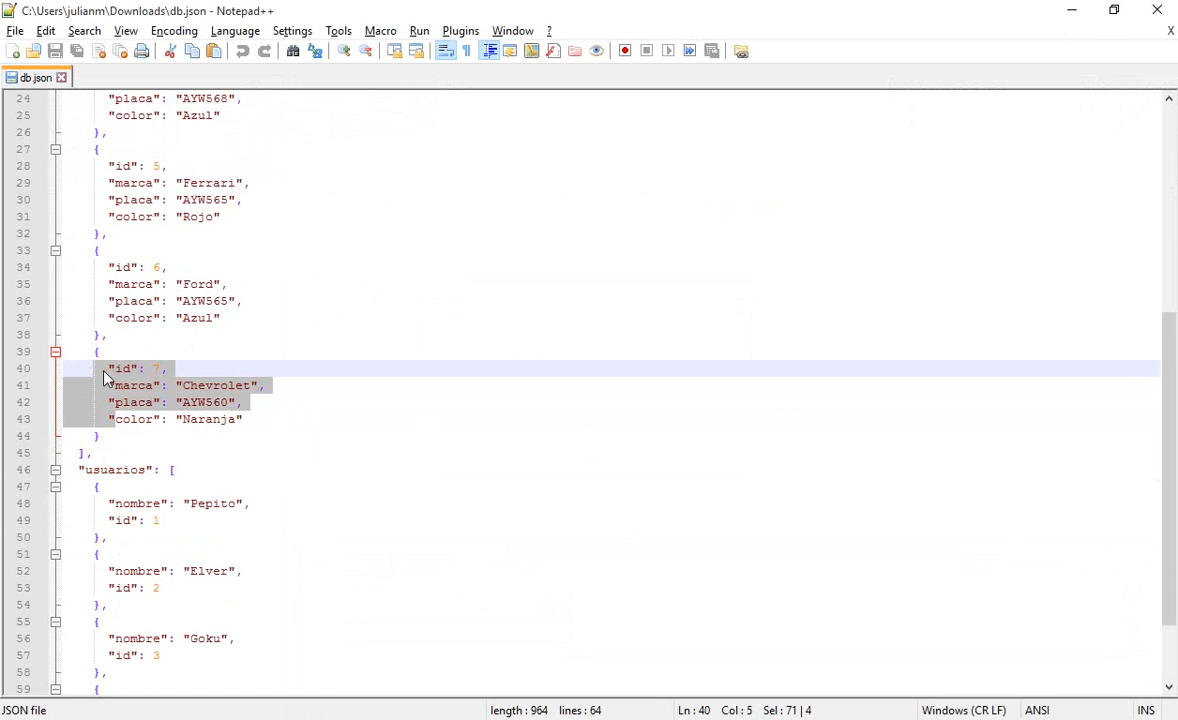 C:\Users\julianm\Downloads\db.json - Notepad++
File Edit Search View Encoding Language Settings Tools Macro Run Plugins Window ? X
db.json
24 "placa": "AYW568",
25 "color": "Azul"
26 },
27 {
28 "id": 5,
29 "marca": "Ferrari",
30 "placa": "AYW565",
31 "color": "Rojo"
32 },
33 {
34 "id": 6,
35 "marca": "Ford",
36 "placa": "AYW565",
37 "color": "Azul"
38 },
39 {
40 "id": 7,
41 "marca": "Chevrolet",
42 "placa": "AYW560",
43 "color": "Naranja"
44 }
45 ],
46 "usuarios": [
47 {
48 "nombre": "Pepito",
49 "id": 1
50 },
51 {
52 "nombre": "Elver",
53 "id": 2
54 },
55 {
56 "nombre": "Goku",
57 "id": 3
58 },
59 {
JSON file length : 964 lines : 64 Ln : 40 Col : 5 Sel : 71 | 4 Windows (CR LF) ANSI INS